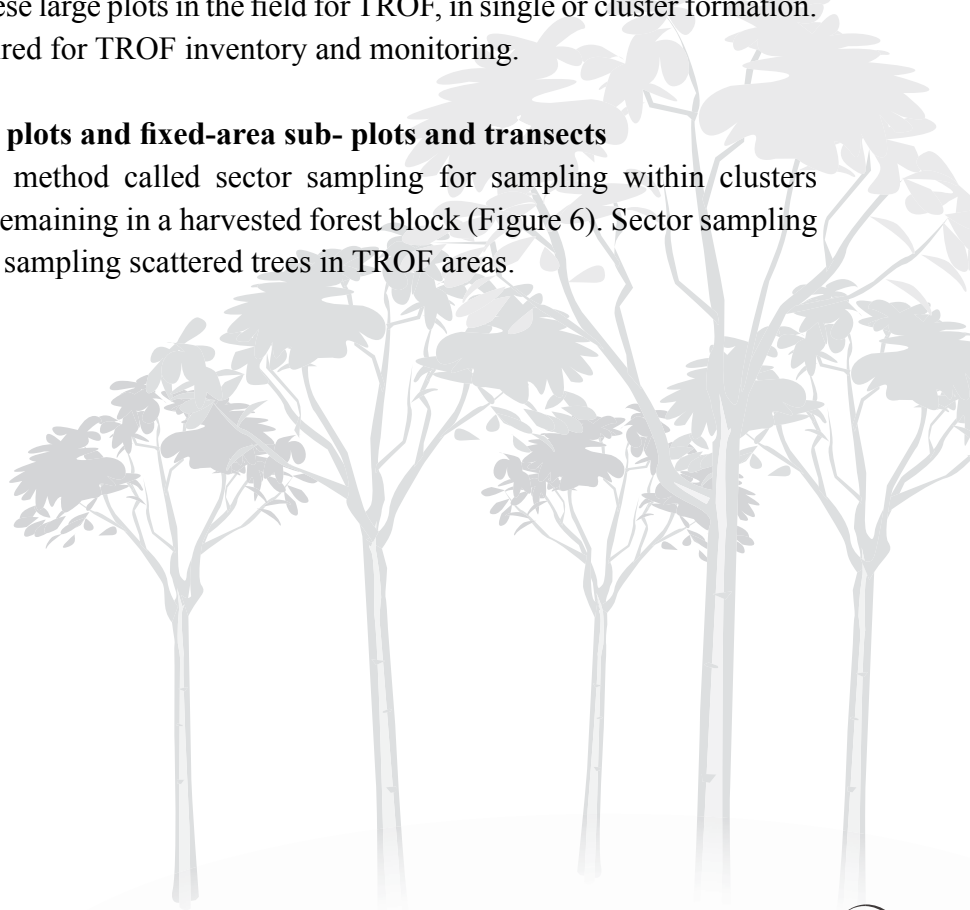 ese large plots in the field for TROF, in single or cluster formation.
ired for TROF inventory and monitoring.
plots and fixed-area sub- plots and transects
method called sector sampling for sampling within clusters
emaining in a harvested forest block (Figure 6). Sector sampling
sampling scattered trees in TROF areas.